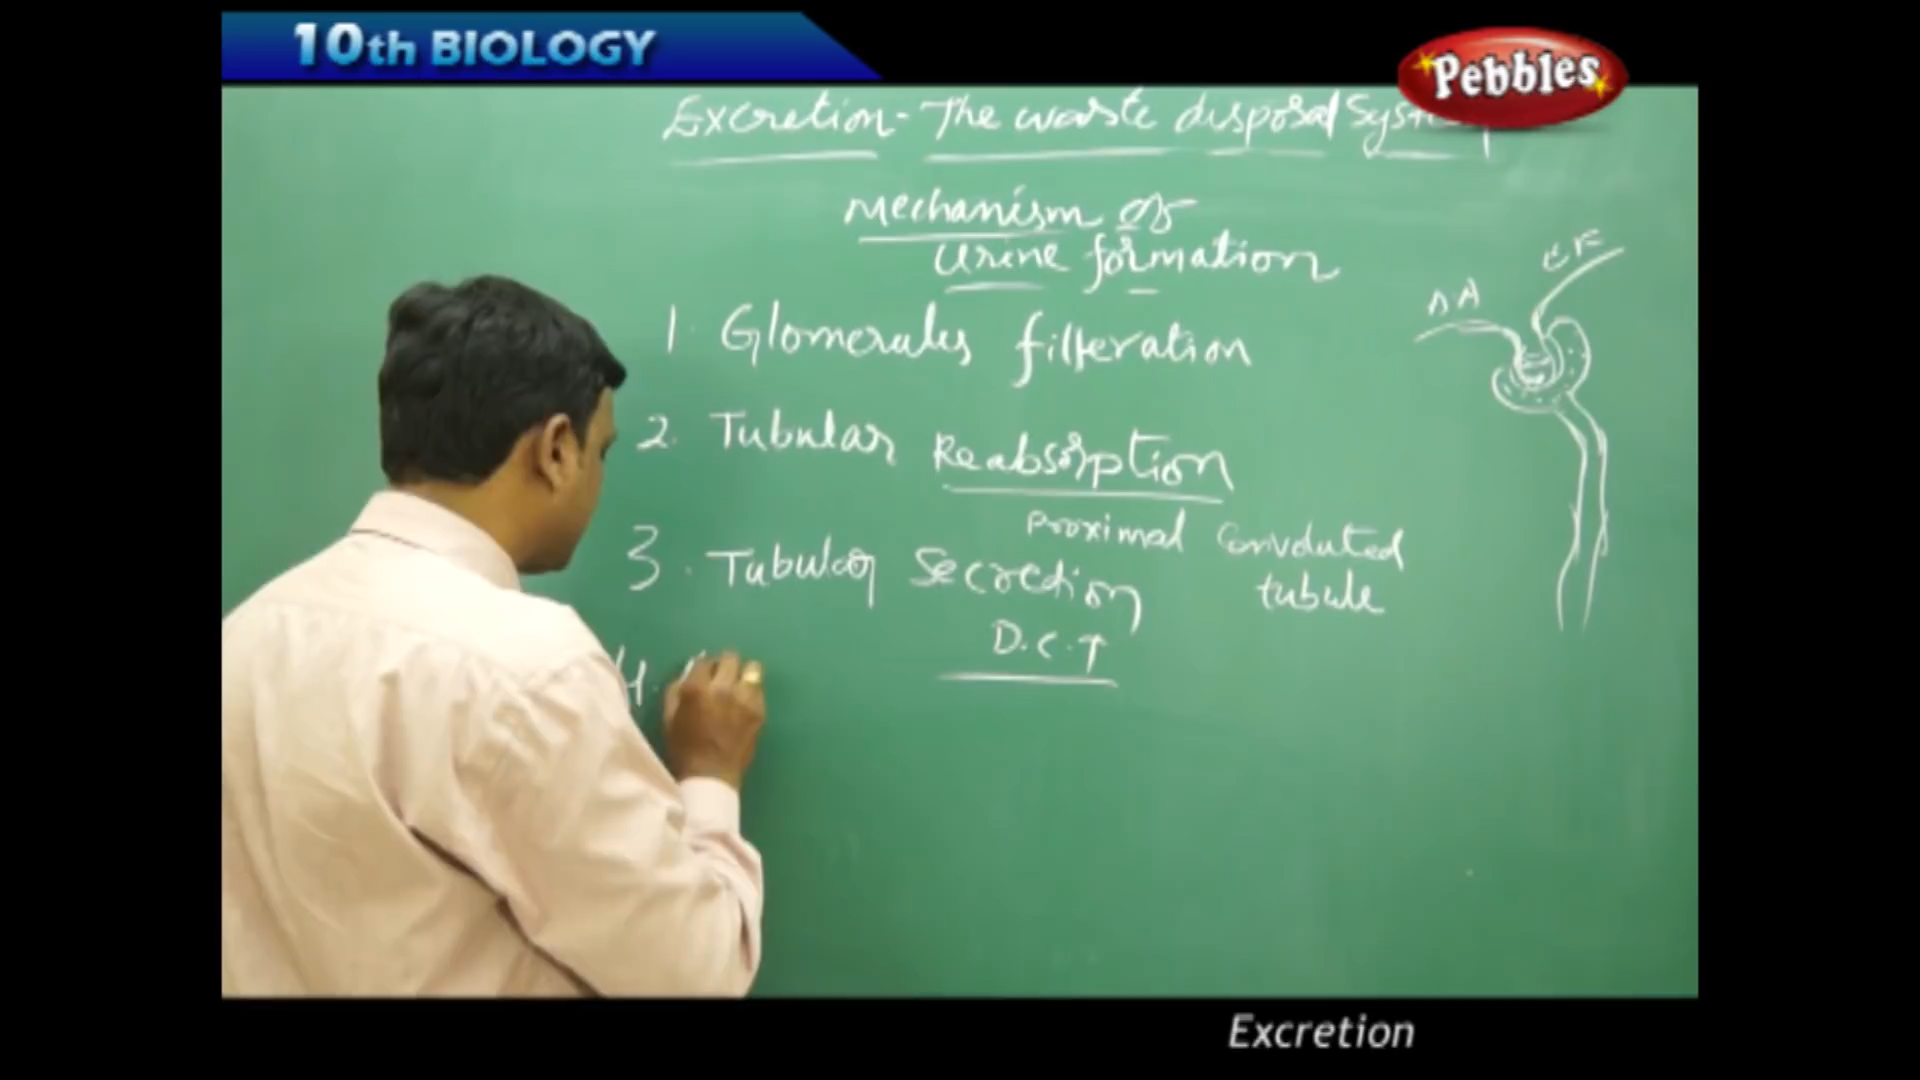 10th BIOLOGY
Pebbles
Excretion - The waste disposal
Mechanism of
Urine formation
1. Glomerules filteration
2. Tubular Reabsorption
Proximal Convoluted
tubule
3. Tubular Secretion
D.C.T
4.
Excretion